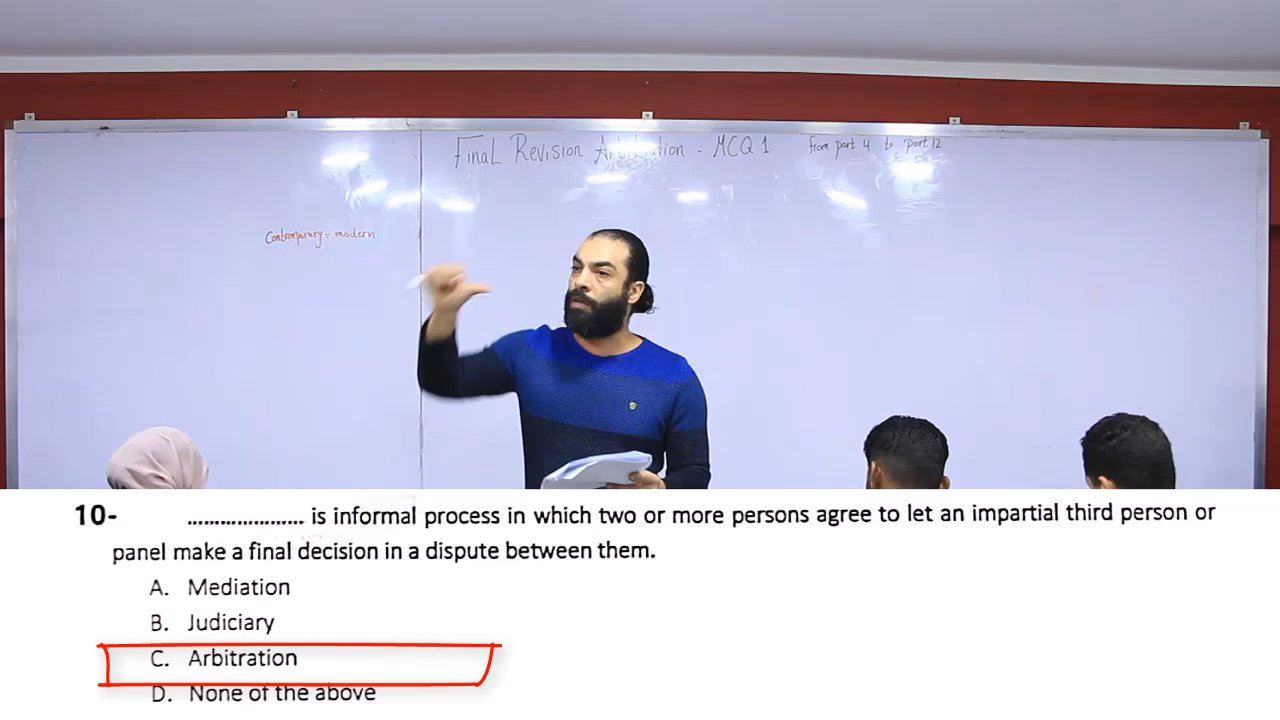 Final Revision Arbitration - MCQ 1 from part 4 to part 12
Contemporary = modern
10- ..................... is informal process in which two or more persons agree to let an impartial third person or
panel make a final decision in a dispute between them.
A. Mediation
B. Judiciary
C. Arbitration
D. None of the above